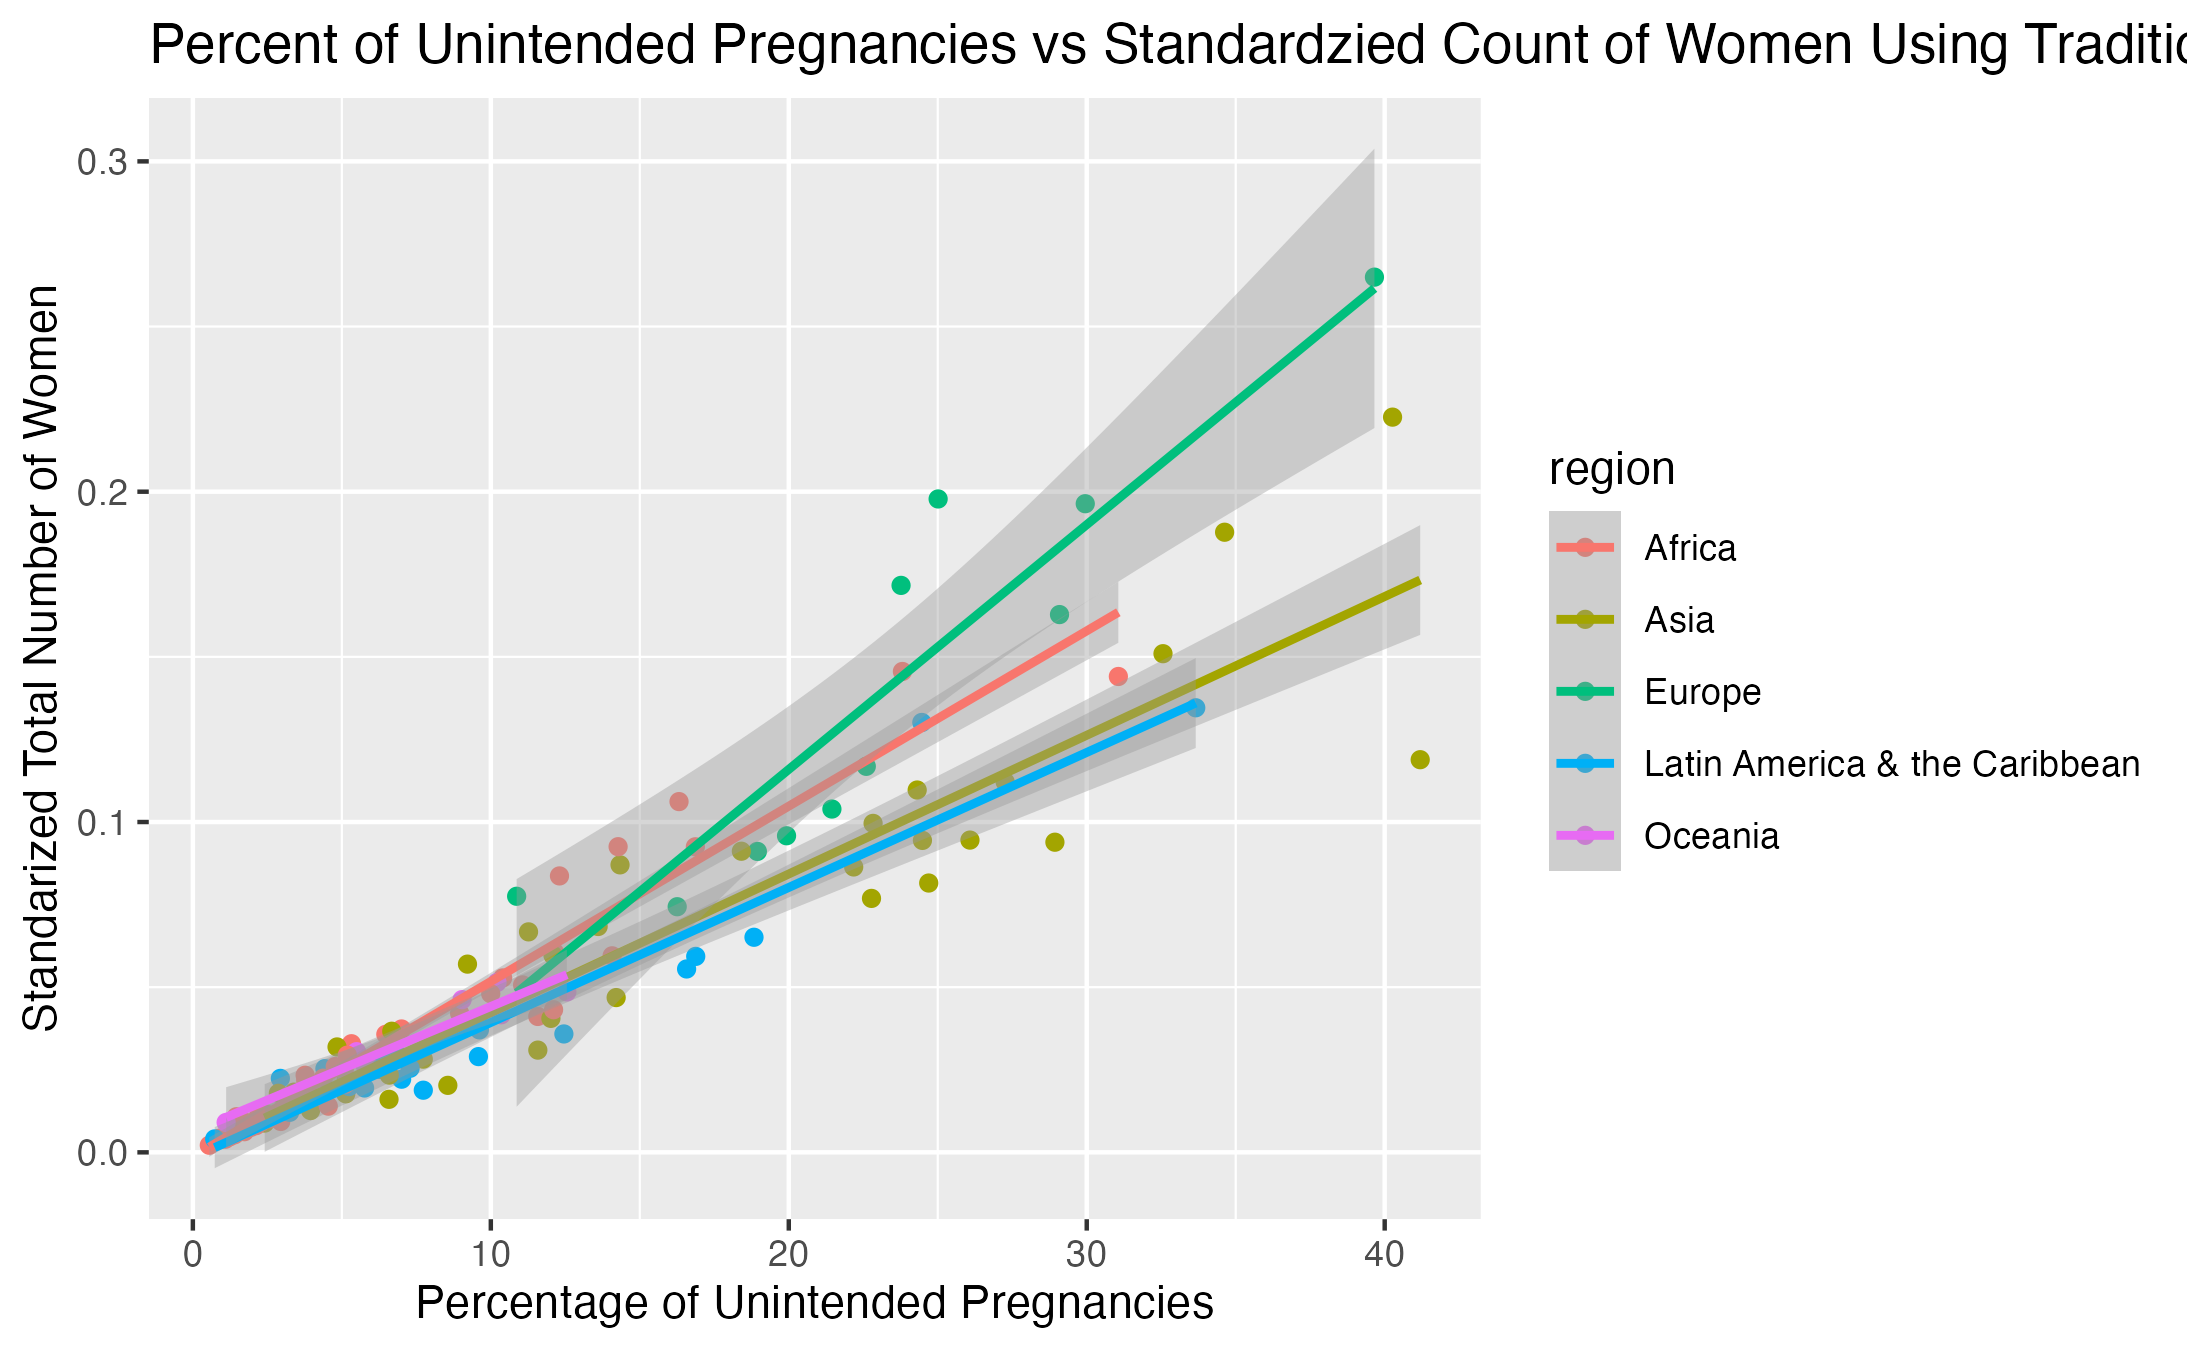 Percent of Unintended Pregnancies vs Standardzied Count of Women Using
Standarized Total Number of Women
0.3
0.2
0.1
0.0
0 10 20 30 40
Percentage of Unintended Pregnancies
region
Africa
Asia
Europe
Latin America & the Caribbean
Oceania